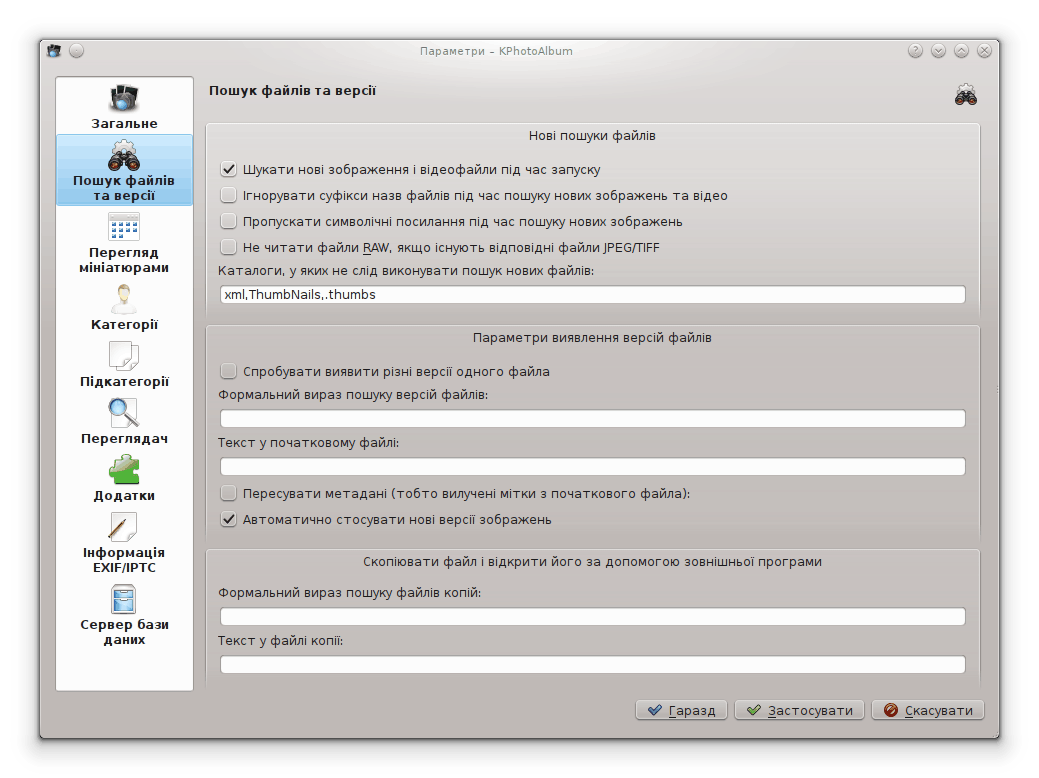 Параметри – KPhotoAlbum
Загальне
Пошук файлів
та версії
Перегляд
мініатюрами
Категорії
Підкатегорії
Переглядач
Додатки
Інформація
EXIF/IPTC
Сервер бази
даних
Пошук файлів та версії
Нові пошуки файлів
Шукати нові зображення і відеофайли під час запуску
Ігнорувати суфікси назв файлів під час пошуку нових зображень та відео
Пропускати символічні посилання під час пошуку нових зображень
Не читати файли RAW, якщо існують відповідні файли JPEG/TIFF
Каталоги, у яких не слід виконувати пошук нових файлів:
xml,ThumbNails,.thumbs
Параметри виявлення версій файлів
Спробувати виявити різні версії одного файла
Формальний вираз пошуку версій файлів:
Текст у початковому файлі:
Пересувати метадані (тобто вилучені мітки з початкового файла):
Автоматично стосувати нові версії зображень
Скопіювати файл і відкрити його за допомогою зовнішньої програми
Формальний вираз пошуку файлів копій:
Текст у файлі копії:
Гаразд
Застосувати
Скасувати